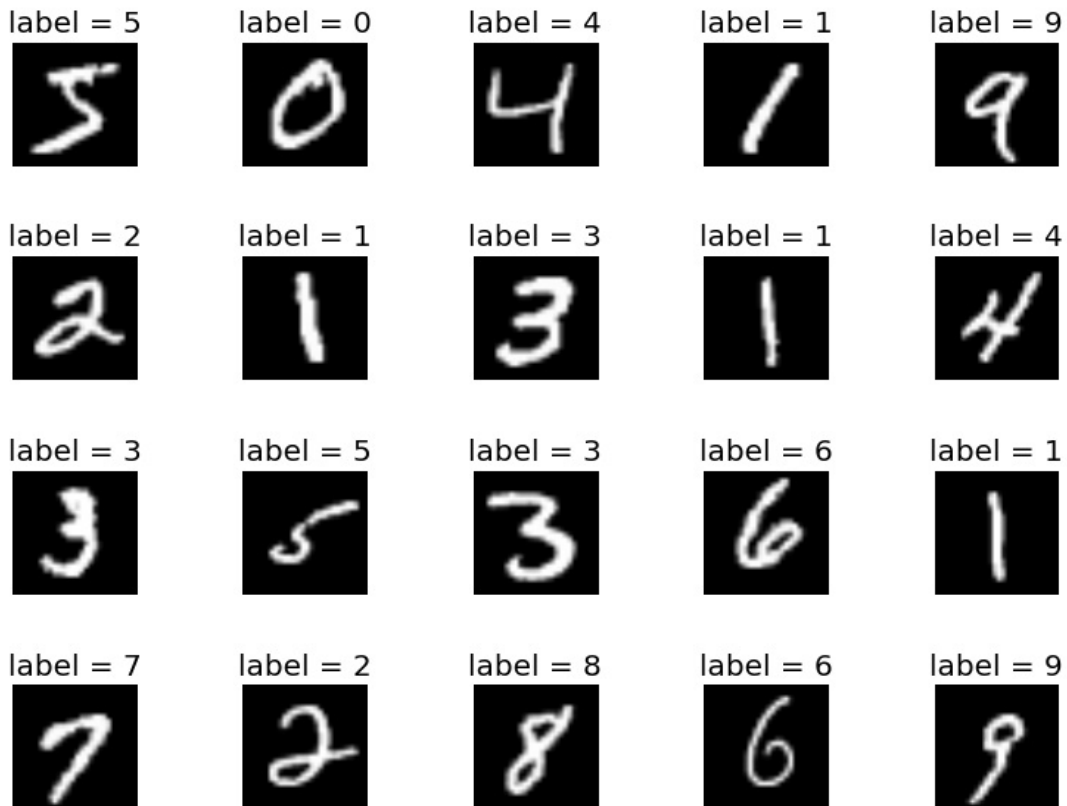 label = 5 label = 0 label = 4 label = 1 label = 9
5 0 4 1 9
label = 2 label = 1 label = 3 label = 1 label = 4
2 1 3 1 4
label = 3 label = 5 label = 3 label = 6 label = 1
3 5 3 6 1
label = 7 label = 2 label = 8 label = 6 label = 9
7 2 8 6 9